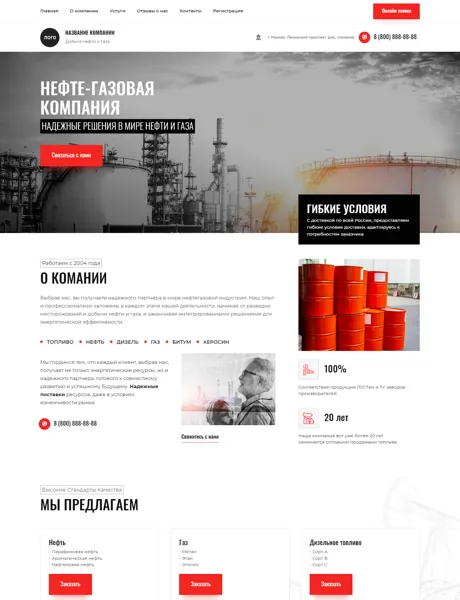 Главная О компании Услуги Отзывы о нас Контакты Регистрация
Онлайн заявка
ЛОГО
НАЗВАНИЕ КОМПАНИИ
Добыча нефти и газа
г. Москва, Ленинский проспект, дом, строение
8 (800) 888-88-88
НЕФТЕ-ГАЗОВАЯ
КОМПАНИЯ
НАДЕЖНЫЕ РЕШЕНИЯ В МИРЕ НЕФТИ И ГАЗА
Связаться с нами
ГИБКИЕ УСЛОВИЯ
С доставкой по всей России, предоставляем
гибкие условия доставки, адаптируясь к
потребностям заказчика
Работаем с 2004 года
О КОМАНИИ
Выбрав нас, вы получаете надежного партнера в мире нефтегазовой индустрии. Наш опыт
и профессионализм заложены в каждом этапе нашей деятельности, начиная от разведки
месторождений и добычи нефти и газа, и заканчивая интегрированными решениями для
энергетической эффективности.
ТОПЛИВО НЕФТЬ ДИЗЕЛЬ ГАЗ БИТУМ КЕРОСИН
Мы гордимся тем, что каждый клиент, выбрав нас,
получает не только энергетические ресурсы, но и
надежного партнера, готового к совместному
развитию и успешному будущему. Надежные
поставки ресурсов, даже в условиях
изменчивости рынка
8 (800) 888-88-88
Свяжитесь с нами
100%
Соответствие продукции ГОСТам и ТУ заводов-
производителей
20 лет
Наша компания вот уже более 20 лет
занимается оптовыми продажами топлива
Высокие Стандарты Качества
МЫ ПРЕДЛАГАЕМ
Нефть
- Парафиновая нефть
- Ароматическая нефть
- Нафтеновая нефть
Заказать
Газ
- Метан
- Этан
- Этилен
Заказать
Дизельное топливо
- Сорт A
- Сорт B
- Сорт C
Заказать